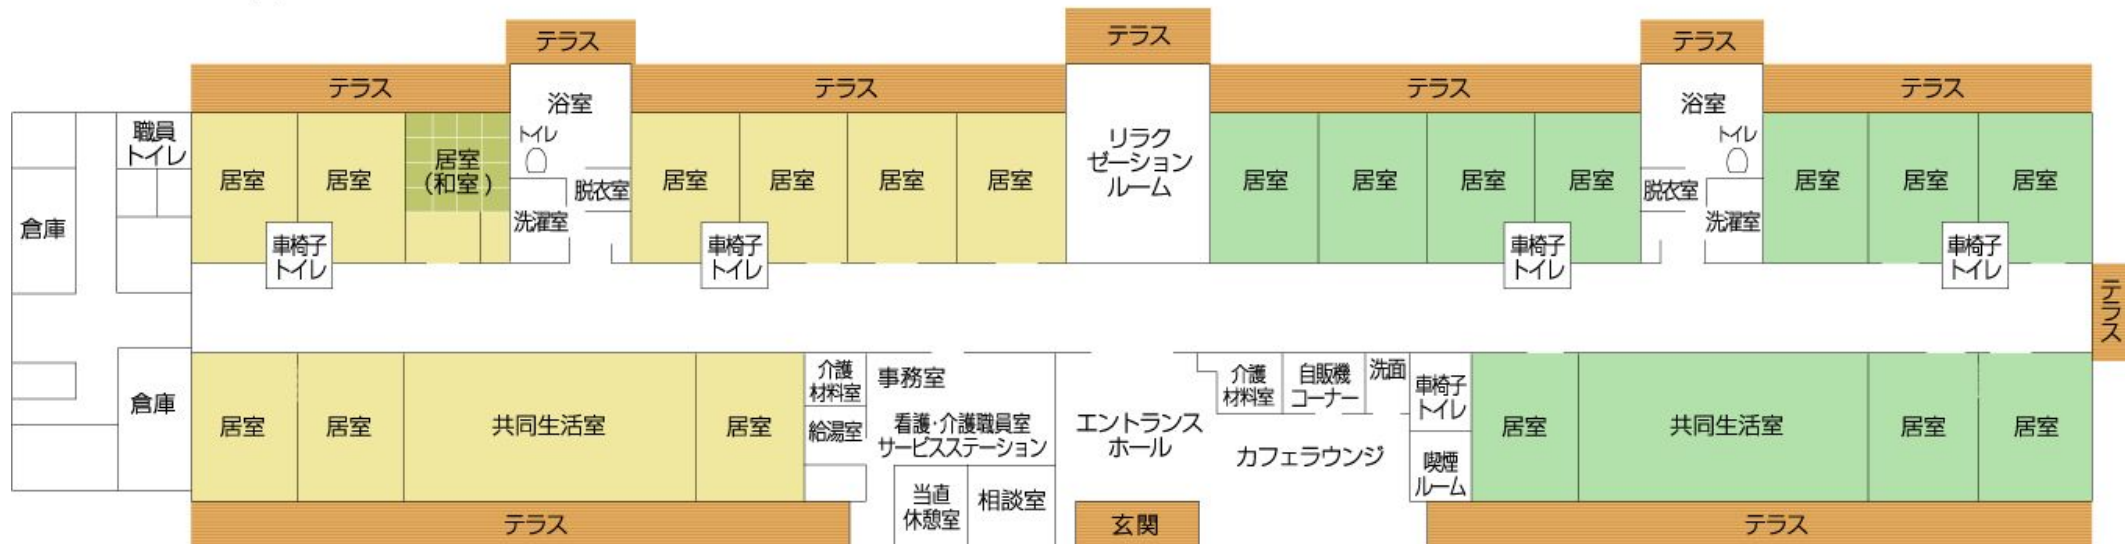 テラス
テラス
テラス
テラス
テラス
テラス
テラス
職員
トイレ
居室
居室
居室
(和室)
浴室
トイレ
脱衣室
洗濯室
居室
居室
居室
居室
リラク
ゼーション
ルーム
居室
居室
居室
居室
浴室
トイレ
脱衣室
洗濯室
居室
居室
居室
倉庫
車椅子
トイレ
車椅子
トイレ
車椅子
トイレ
車椅子
トイレ
テラス
倉庫
居室
居室
共同生活室
居室
介護
材料室
給湯室
事務室
看護・介護職員室
サービスステーション
当直
休憩室
相談室
エントランス
ホール
介護
材料室
自販機
コーナー
洗面
カフェラウンジ
車椅子
トイレ
喫煙
ルーム
居室
共同生活室
居室
居室
テラス
玄関
テラス